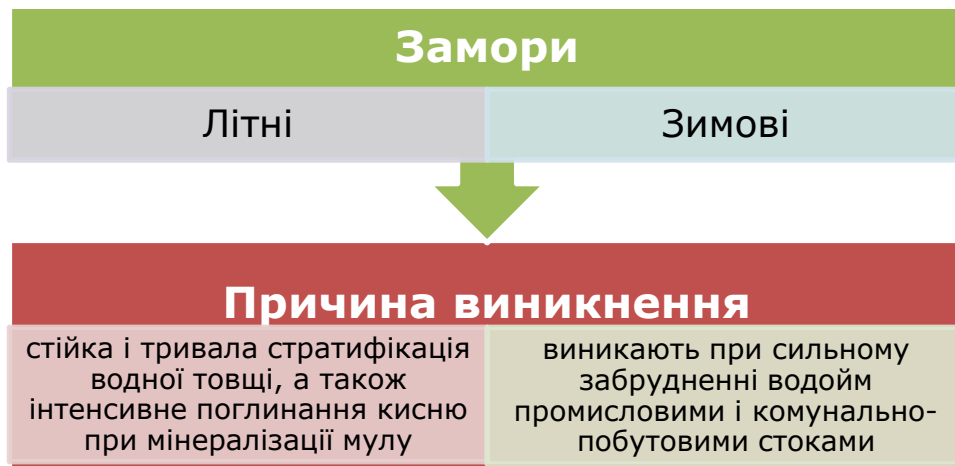 Замори
Літні
Зимові
Причина виникнення
стійка і тривала стратифікація
водної товщі, а також
інтенсивне поглинання кисню
при мінералізації мулу
виникають при сильному
забрудненні водойм
промисловими і комунально-
побутовими стоками